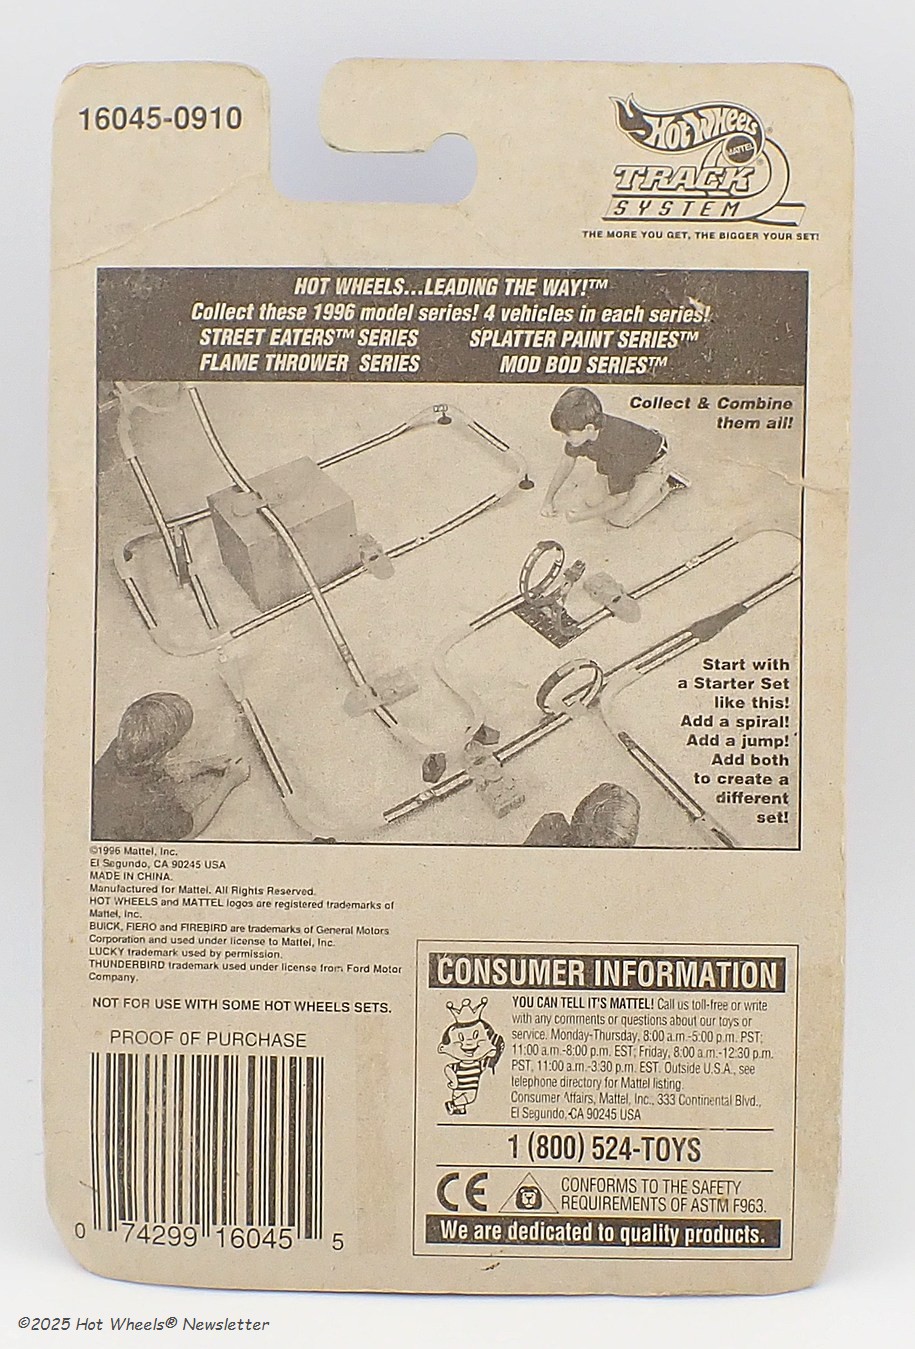 16045-0910
HOT WHEELS
MATTEL
®
TRACK
SYSTEM
THE MORE YOU GET, THE BIGGER YOUR SET!
HOT WHEELS...LEADING THE WAY!™
Collect these 1996 model series! 4 vehicles in each series!
STREET EATERS™ SERIES SPLATTER PAINT SERIES™
FLAME THROWER SERIES MOD BOD SERIES™
Collect & Combine
them all!
Start with
a Starter Set
like this!
Add a spiral!
Add a jump!
Add both
to create a
different
set!
©1996 Mattel, Inc.
El Segundo, CA 90245 USA
MADE IN CHINA.
Manufactured for Mattel. All Rights Reserved.
HOT WHEELS and MATTEL logos are registered trademarks of
Mattel, Inc.
BUICK, FIERO and FIREBIRD are trademarks of General Motors
Corporation and used under license to Mattel, Inc.
LUCKY trademark used by permission.
THUNDERBIRD trademark used under license from Ford Motor
Company.
NOT FOR USE WITH SOME HOT WHEELS SETS.
PROOF OF PURCHASE
0 74299 16045 5
CONSUMER INFORMATION
YOU CAN TELL IT'S MATTEL! Call us toll-free or write
with any comments or questions about our toys or
service. Monday-Thursday, 8:00 a.m.-5:00 p.m. PST;
11:00 a.m.-8:00 p.m. EST; Friday, 8:00 a.m.-12:30 p.m.
PST, 11:00 a.m.-3:30 p.m. EST. Outside U.S.A., see
telephone directory for Mattel listing.
Consumer Affairs, Mattel, Inc., 333 Continental Blvd.,
El Segundo, CA 90245 USA
1 (800) 524-TOYS
CE
CONFORMS TO THE SAFETY
REQUIREMENTS OF ASTM F963.
We are dedicated to quality products.
©2025 Hot Wheels® Newsletter